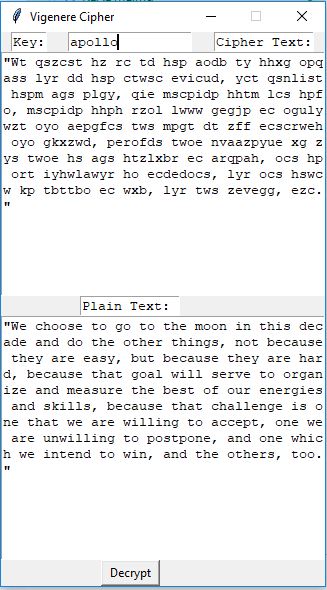 Vigenere Cipher
Key: apollo Cipher Text:
"Wt qszcst hz rc td hsp aodb ty hhxg opq
ass lyr dd hsp ctwsc evicud, yct qsnlist
hspm ags plgy, qie mscpidp hhtm lcs hpf
o, mscpidp hhph rzol lwww gegjp ec oguly
wzt oyo aepgfcs tws mpgt dt zff ecscrweh
oyo gkxzwd, perofds twoe nvaazpyue xg z
ys twoe hs ags htzlxbr ec arqpah, ocs hp
ort iyhwlawyr ho ecdedocs, lyr ocs hswc
w kp tbttbo ec wxb, lyr tws zevegg, ezc.
"
Plain Text:
"We choose to go to the moon in this dec
ade and do the other things, not because
they are easy, but because they are har
d, because that goal will serve to organ
ize and measure the best of our energies
and skills, because that challenge is o
ne that we are willing to accept, one we
are unwilling to postpone, and one whic
h we intend to win, and the others, too.
"
Decrypt